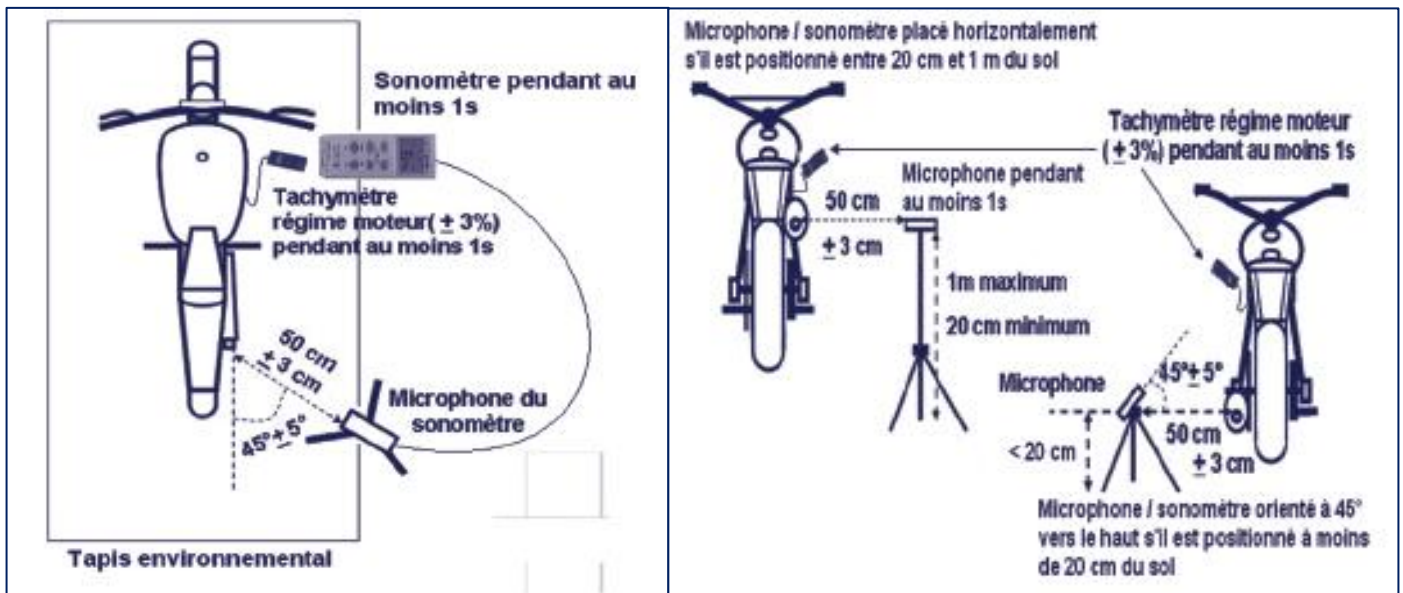 Sonomètre pendant au
moins 1s
Tachymètre
régime moteur( ± 3%)
pendant au moins 1s
50 cm
± 3 cm
45°± 5°
Microphone du
sonomètre
Tapis environnemental
Microphone / sonomètre placé horizontalement
s'il est positionné entre 20 cm et 1 m du sol
Tachymètre régime moteur
( ± 3%) pendant au moins 1s
Microphone pendant
au moins 1s
50 cm
± 3 cm
1m maximum
20 cm minimum
Microphone
45°± 5°
< 20 cm
50 cm
± 3 cm
Microphone / sonomètre orienté à 45°
vers le haut s'il est positionné à moins
de 20 cm du sol